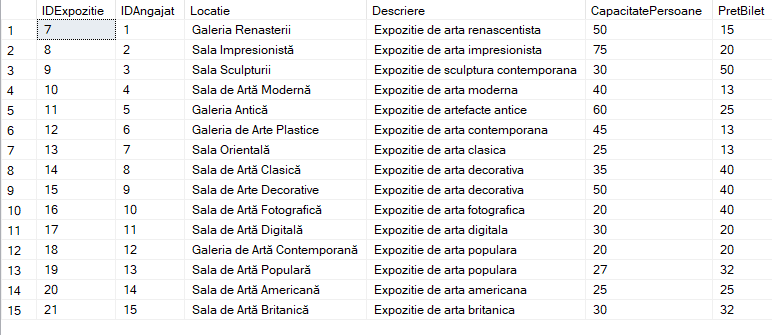 IDExpozitie IDAngajat Locatie Descriere CapacitatePersoane PretBilet
1 7 1 Galeria Renasterii Expozitie de arta renascentista 50 15
2 8 2 Sala Impresionistă Expozitie de arta impresionista 75 20
3 9 3 Sala Sculpturii Expozitie de sculptura contemporana 30 50
4 10 4 Sala de Artă Modernă Expozitie de arta moderna 40 13
5 11 5 Galeria Antică Expozitie de artefacte antice 60 25
6 12 6 Galeria de Arte Plastice Expozitie de arta contemporana 45 13
7 13 7 Sala Orientală Expozitie de arta clasica 25 13
8 14 8 Sala de Artă Clasică Expozitie de arta decorativa 35 40
9 15 9 Sala de Arte Decorative Expozitie de arta decorativa 50 40
10 16 10 Sala de Artă Fotografică Expozitie de arta fotografica 20 40
11 17 11 Sala de Artă Digitală Expozitie de arta digitala 30 20
12 18 12 Galeria de Artă Contemporană Expozitie de arta populara 20 20
13 19 13 Sala de Artă Populară Expozitie de arta populara 27 32
14 20 14 Sala de Artă Americană Expozitie de arta americana 25 25
15 21 15 Sala de Artă Britanică Expozitie de arta britanica 30 32